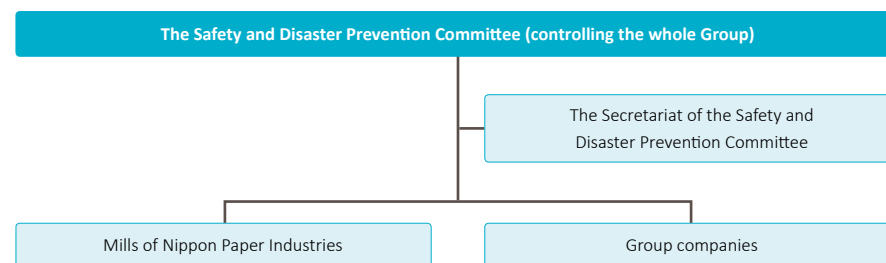 The Safety and Disaster Prevention Committee (controlling the whole Group)
The Secretariat of the Safety and
Disaster Prevention Committee
Mills of Nippon Paper Industries
Group companies